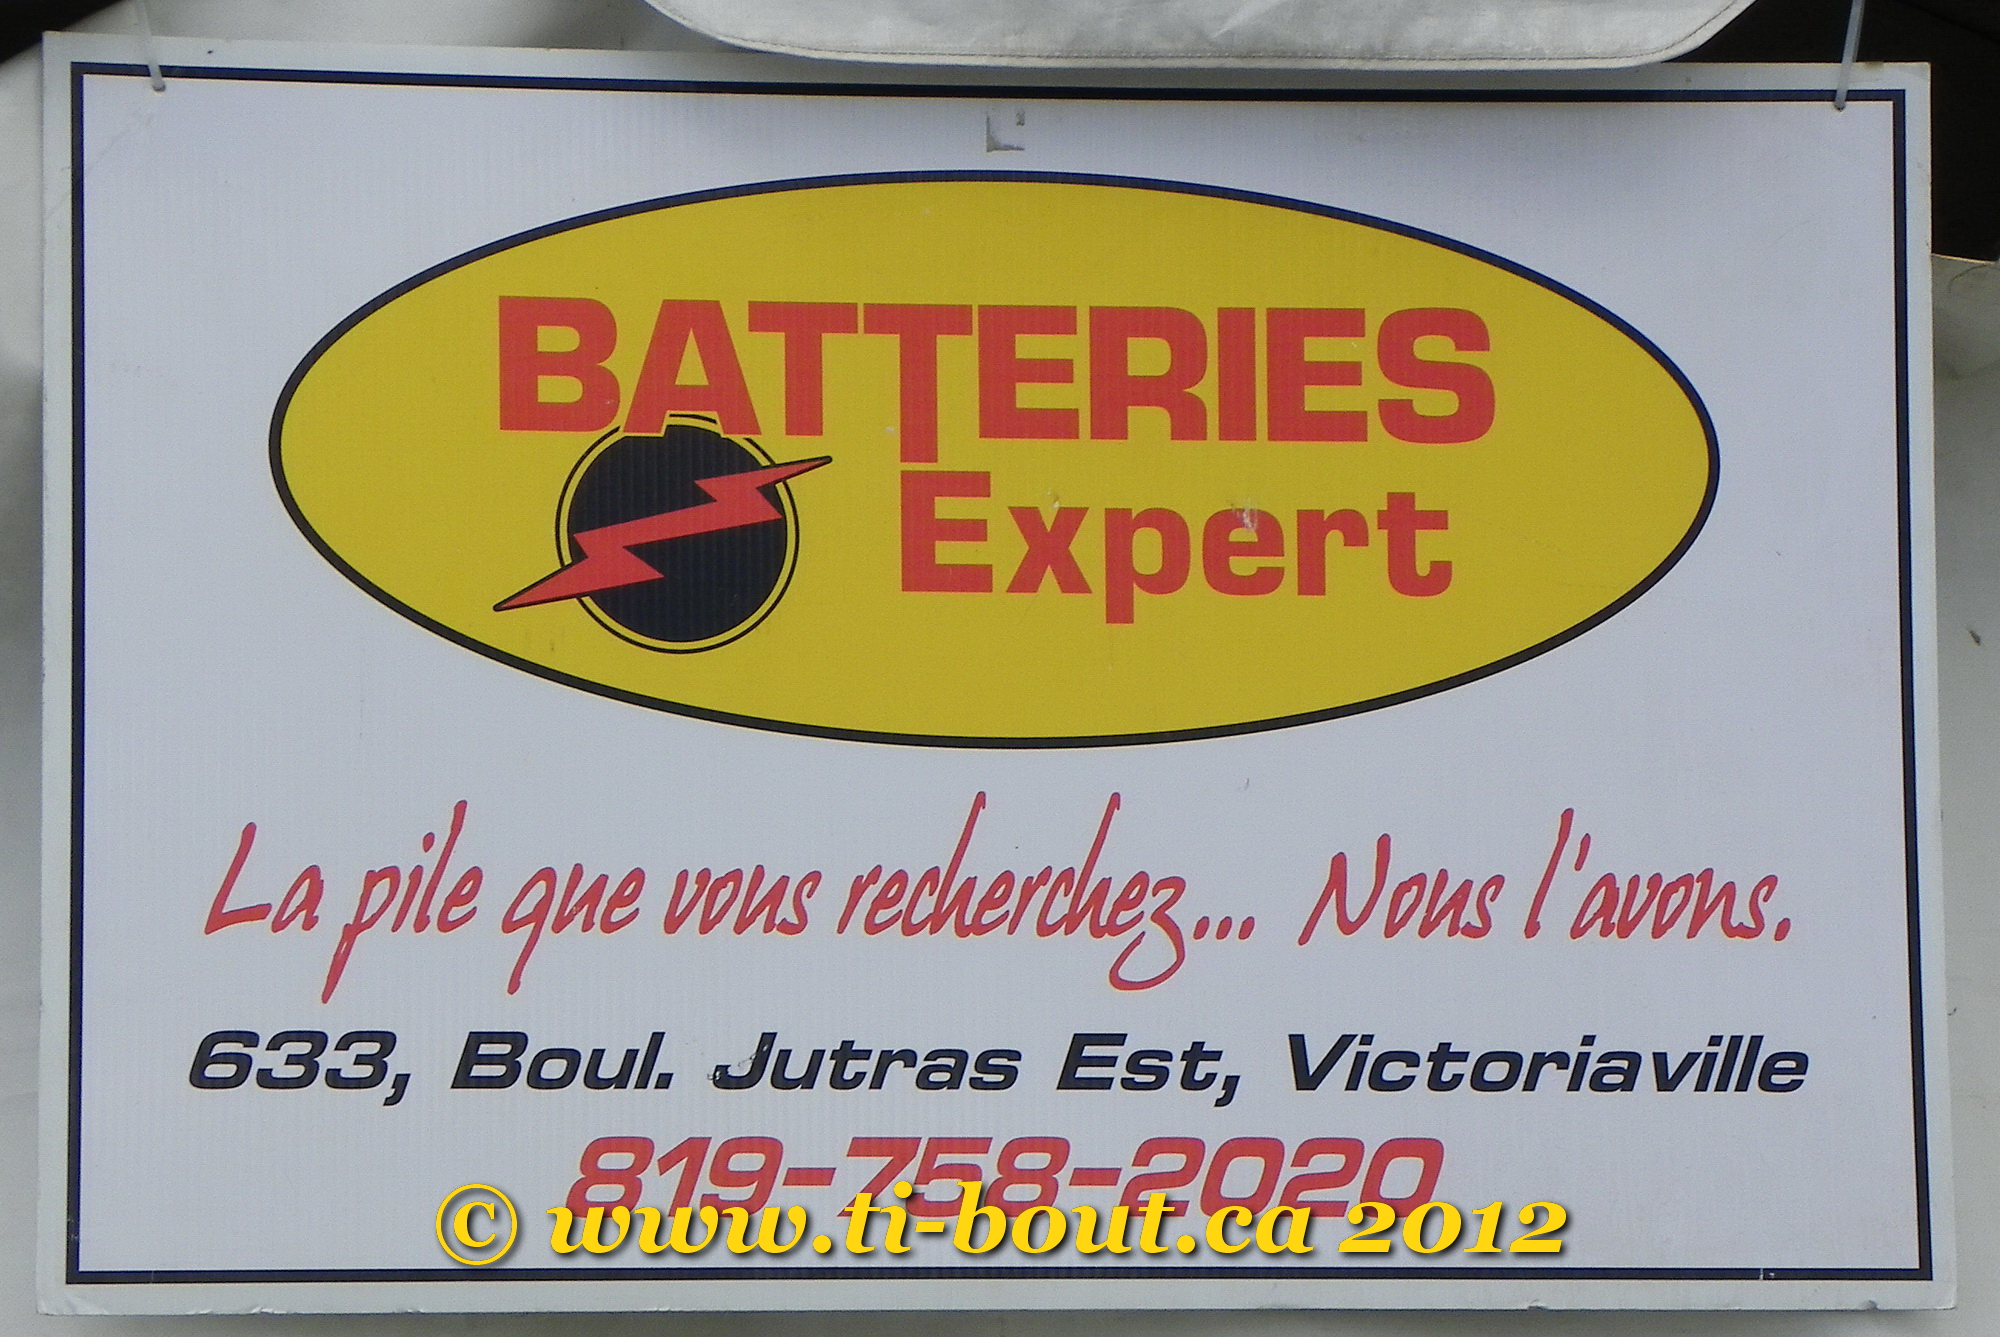 BATTERIES
Expert
La pile que vous recherchez... Nous l'avons.
633, Boul. Jutras Est, Victoriaville
819-758-2020
© www.ti-bout.ca 2012